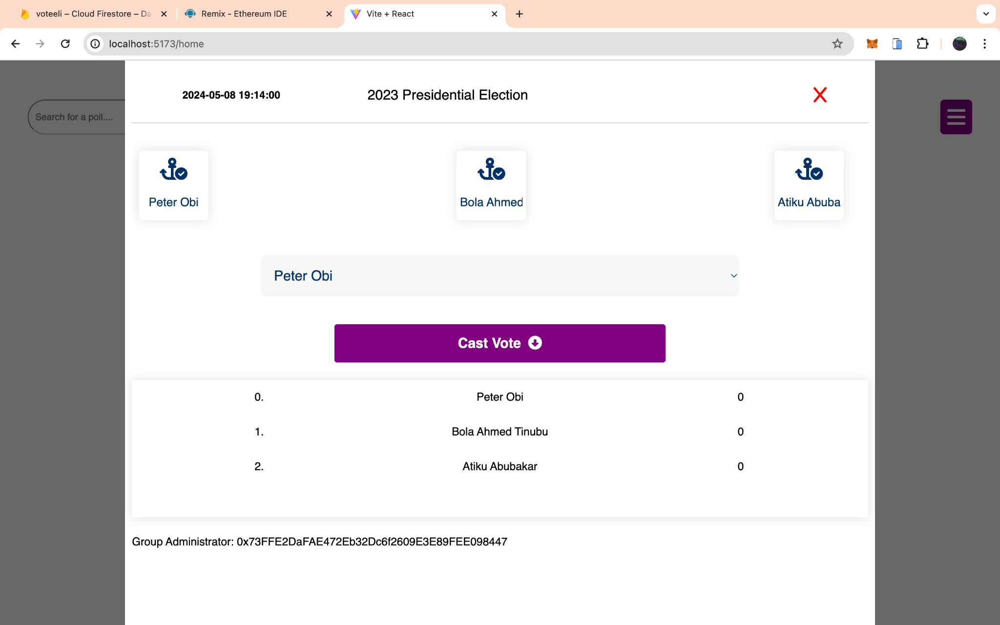 voteeli – Cloud Firestore – Da
Remix - Ethereum IDE
Vite + React
localhost:5173/home
2024-05-08 19:14:00
2023 Presidential Election
X
Search for a poll....
Peter Obi
Bola Ahmed
Atiku Abuba
Peter Obi
Cast Vote
0. Peter Obi 0
1. Bola Ahmed Tinubu 0
2. Atiku Abubakar 0
Group Administrator: 0x73FFE2DaFAE472Eb32Dc6f2609E3E89FEE098447